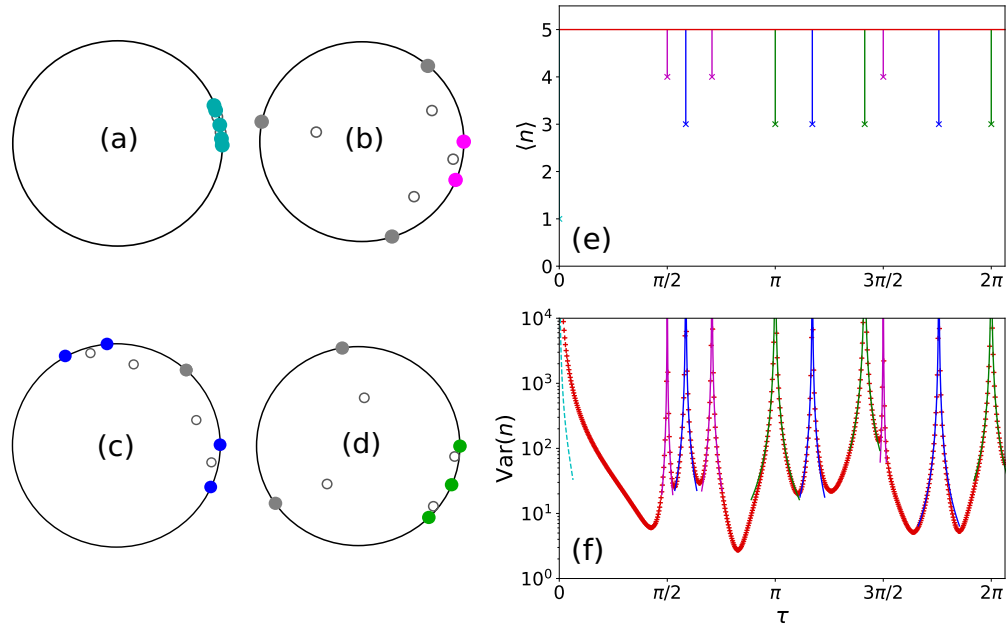 (a)
(b)
(c)
(d)
⟨n⟩
5
4
3
2
1
0
(e)
0
π/2
π
3π/2
2π
Var(n)
10⁴
10³
10²
10¹
10⁰
(f)
0
π/2
π
3π/2
2π
τ